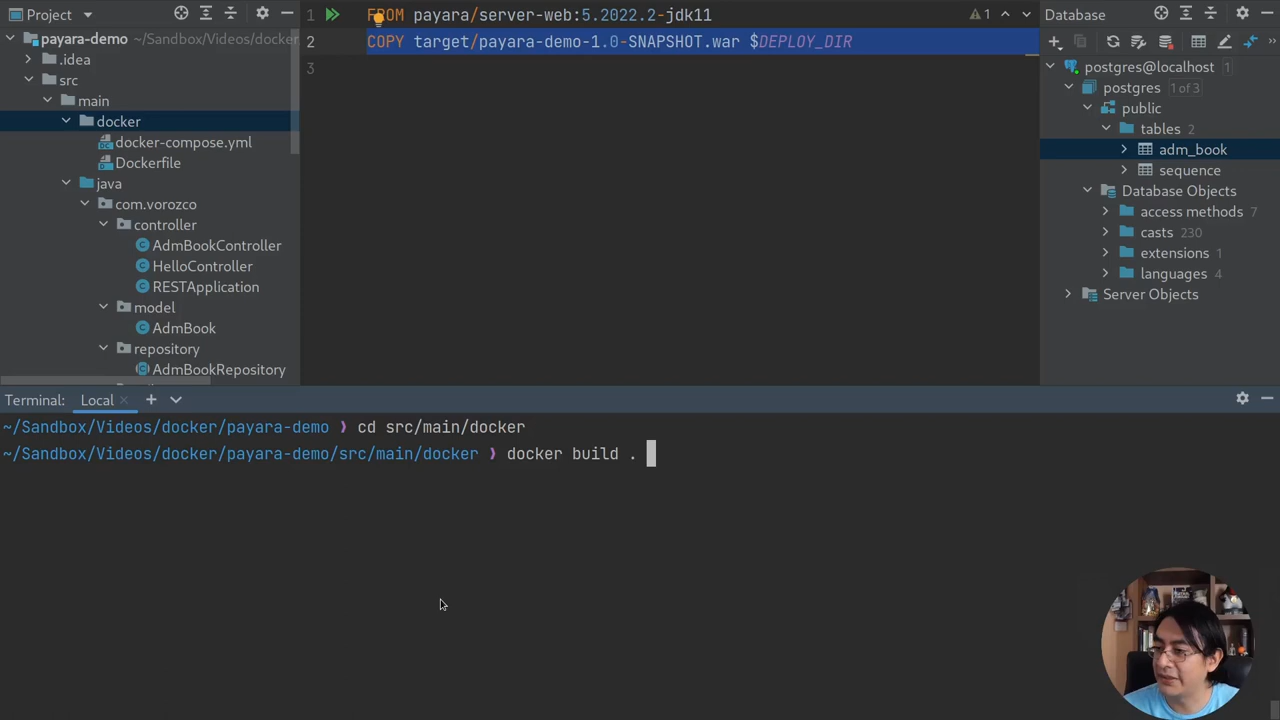 Project
payara-demo ~/Sandbox/Videos/docker
.idea
src
main
docker
docker-compose.yml
Dockerfile
java
com.vorozco
controller
AdmBookController
HelloController
RESTApplication
model
AdmBook
repository
AdmBookRepository
1 FROM payara/server-web:5.2022.2-jdk11
2 COPY target/payara-demo-1.0-SNAPSHOT.war $DEPLOY_DIR
3
1
Database
postgres@localhost 1
postgres 1 of 3
public
tables 2
adm_book
sequence
Database Objects
access methods 7
casts 230
extensions 1
languages 4
Server Objects
Terminal: Local
~/Sandbox/Videos/docker/payara-demo ❯ cd src/main/docker
~/Sandbox/Videos/docker/payara-demo/src/main/docker ❯ docker build .